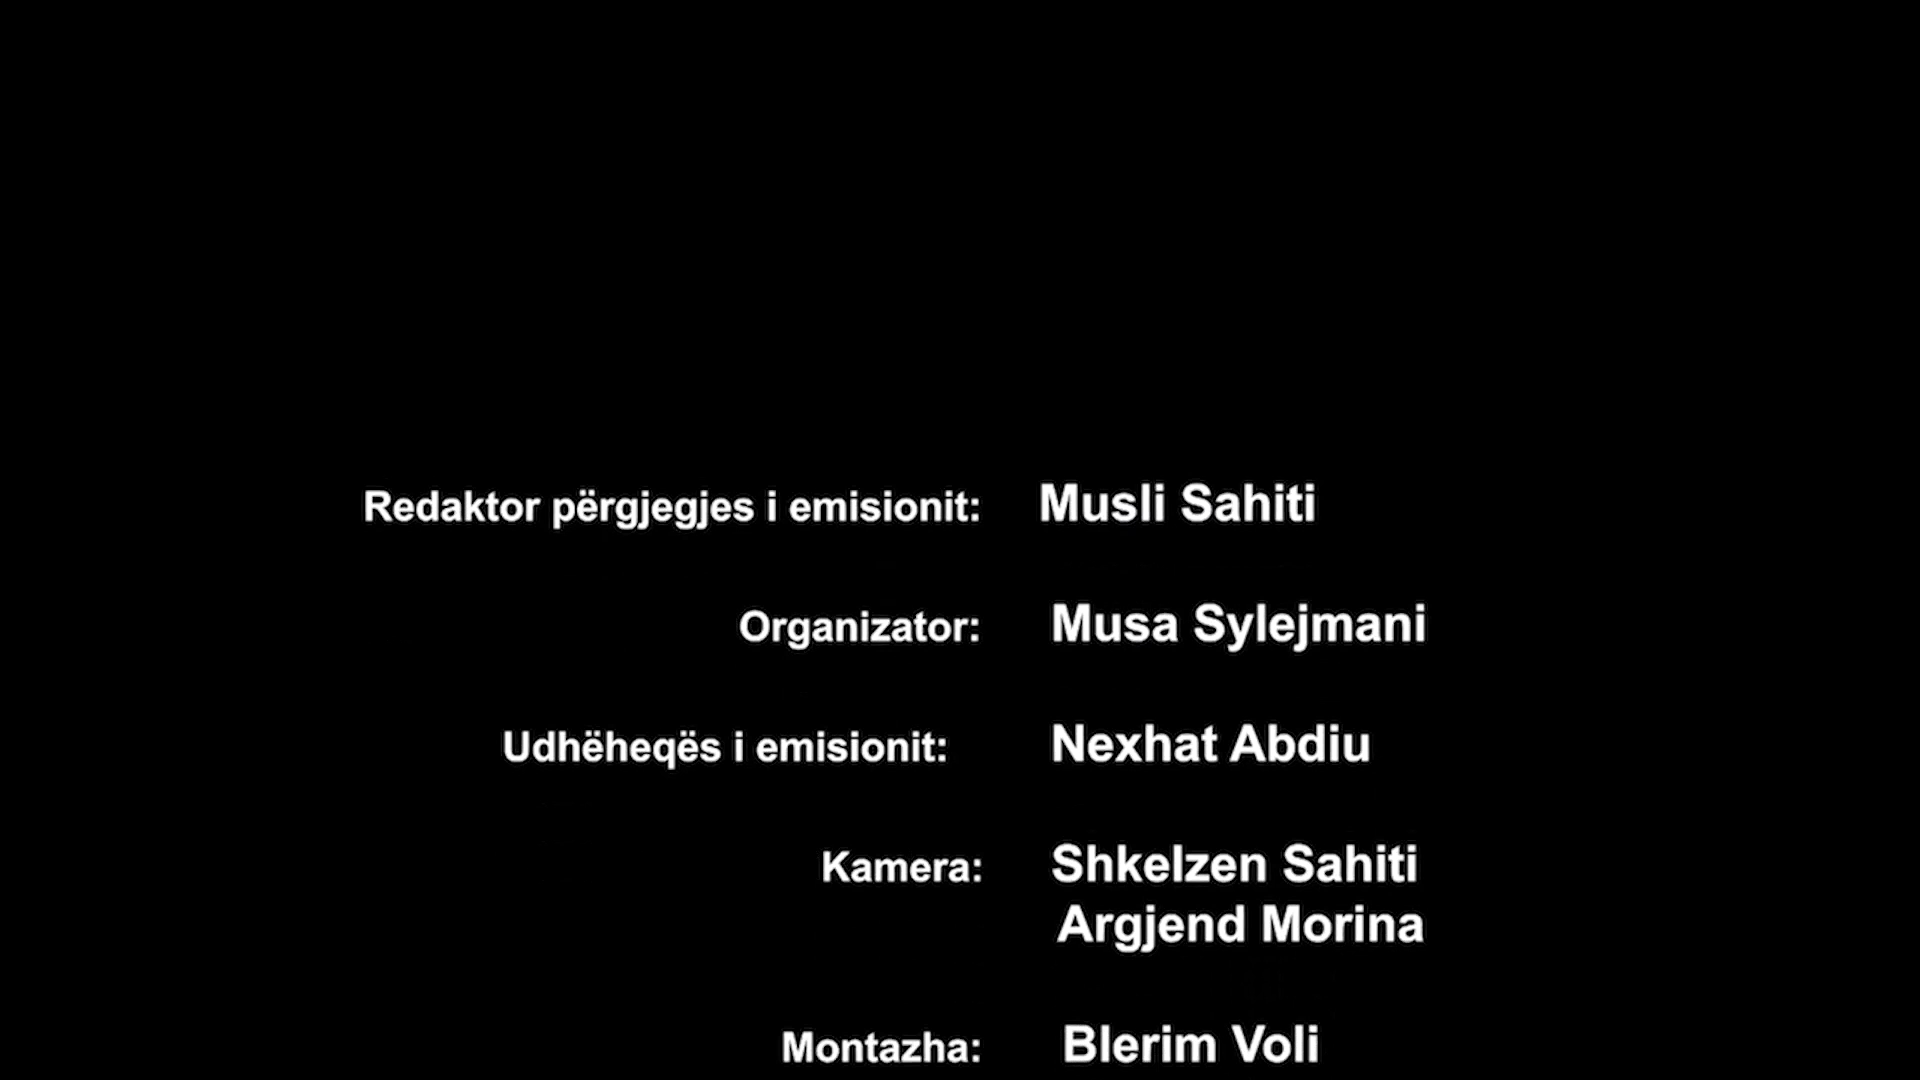 Redaktor përgjegjes i emisionit: Musli Sahiti
Organizator: Musa Sylejmani
Udhëheqës i emisionit: Nexhat Abdiu
Kamera: Shkelzen Sahiti
Argjend Morina
Montazha: Blerim Voli